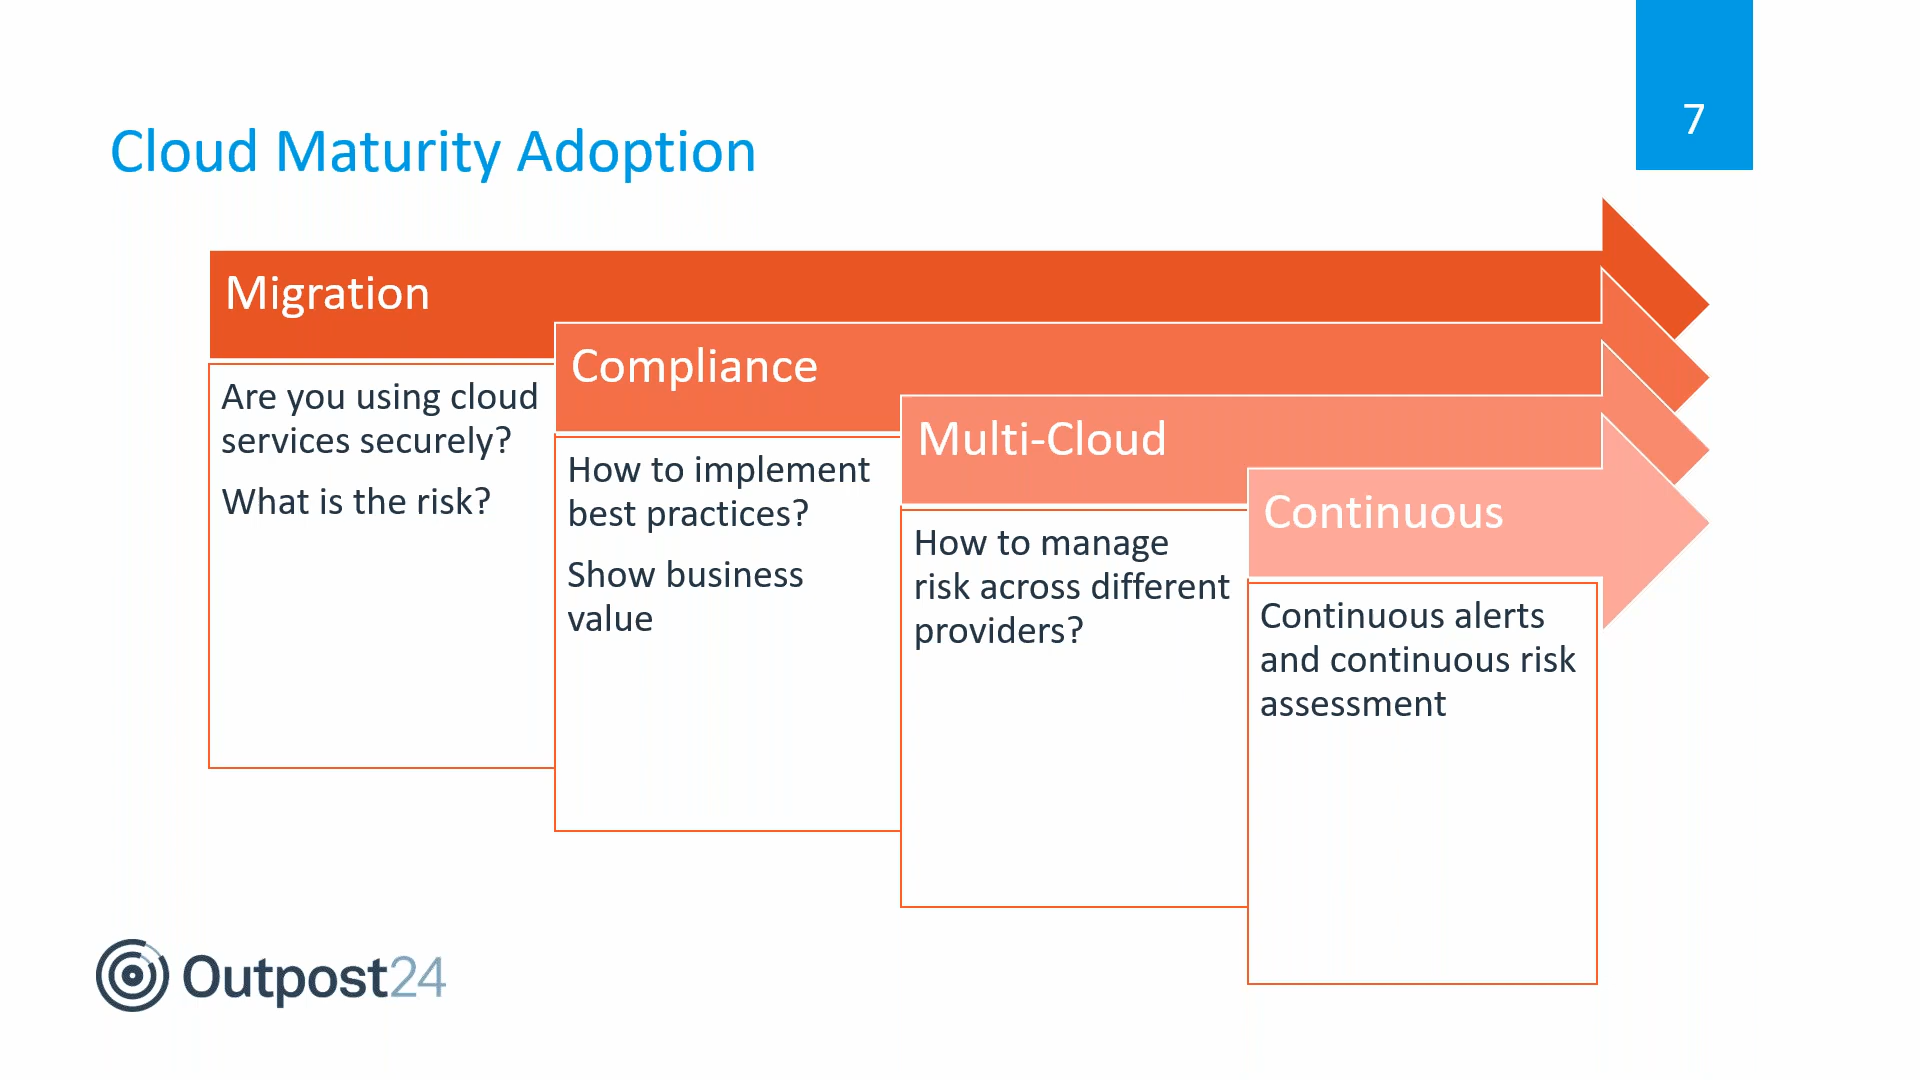 7
Cloud Maturity Adoption
Migration
Are you using cloud
services securely?
What is the risk?
Compliance
How to implement
best practices?
Show business
value
Multi-Cloud
How to manage
risk across different
providers?
Continuous
Continuous alerts
and continuous risk
assessment
Outpost24